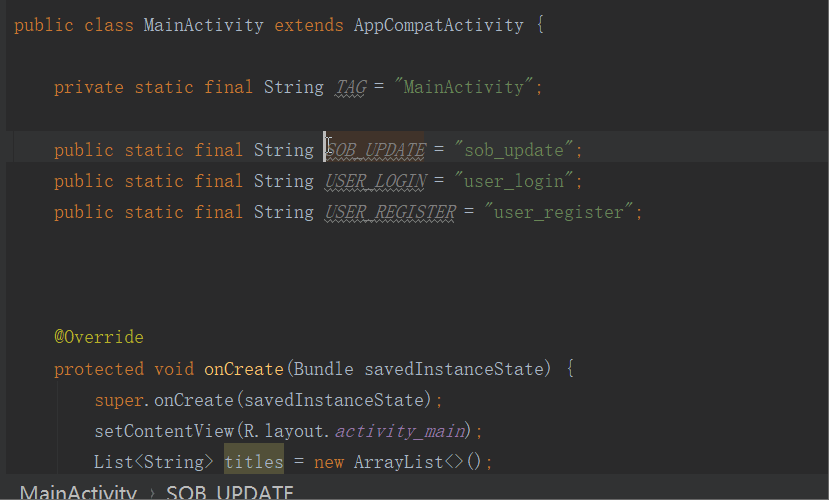 public class MainActivity extends AppCompatActivity {
private static final String TAG = "MainActivity";
public static final String SOB_UPDATE = "sob_update";
public static final String USER_LOGIN = "user_login";
public static final String USER_REGISTER = "user_register";
@Override
protected void onCreate(Bundle savedInstanceState) {
super.onCreate(savedInstanceState);
setContentView(R.layout.activity_main);
List<String> titles = new ArrayList<>();
MainActivity › SOB_UPDATE